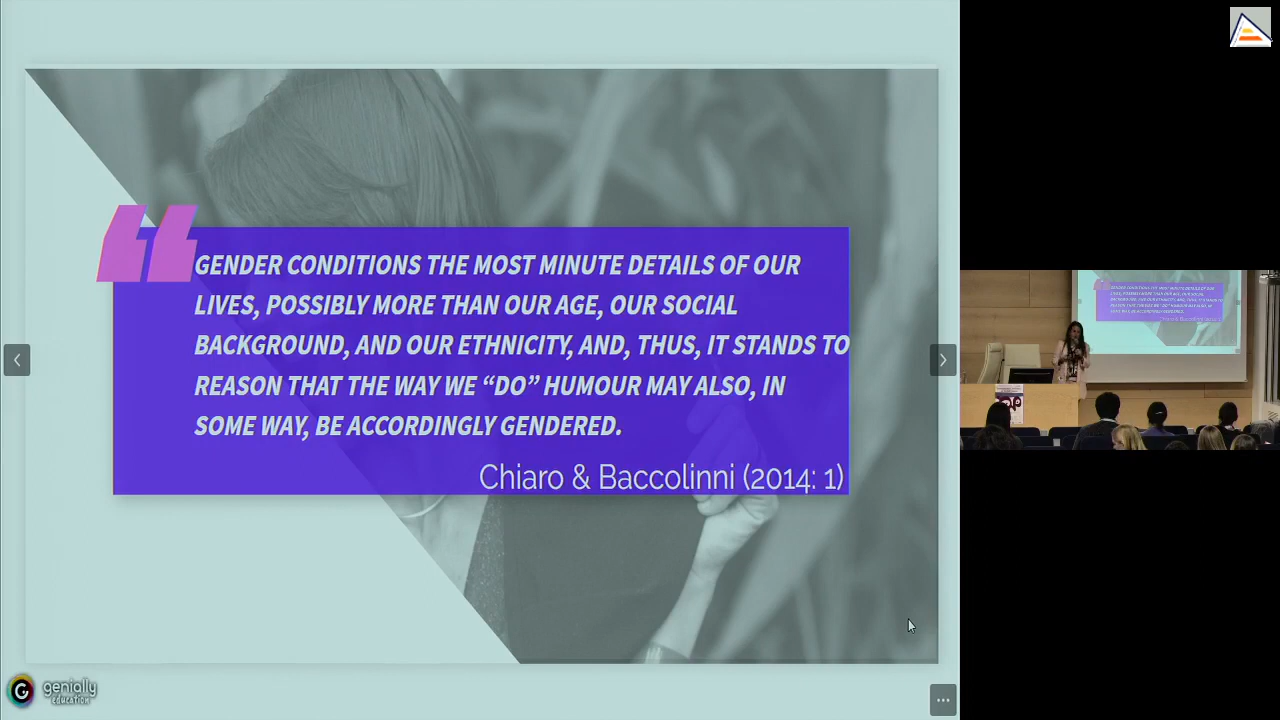 GENDER CONDITIONS THE MOST MINUTE DETAILS OF OUR
LIVES, POSSIBLY MORE THAN OUR AGE, OUR SOCIAL
BACKGROUND, AND OUR ETHNICITY, AND, THUS, IT STANDS TO
REASON THAT THE WAY WE “DO” HUMOUR MAY ALSO, IN
SOME WAY, BE ACCORDINGLY GENDERED.
Chiaro & Baccolinni (2014: 1)
genially
education